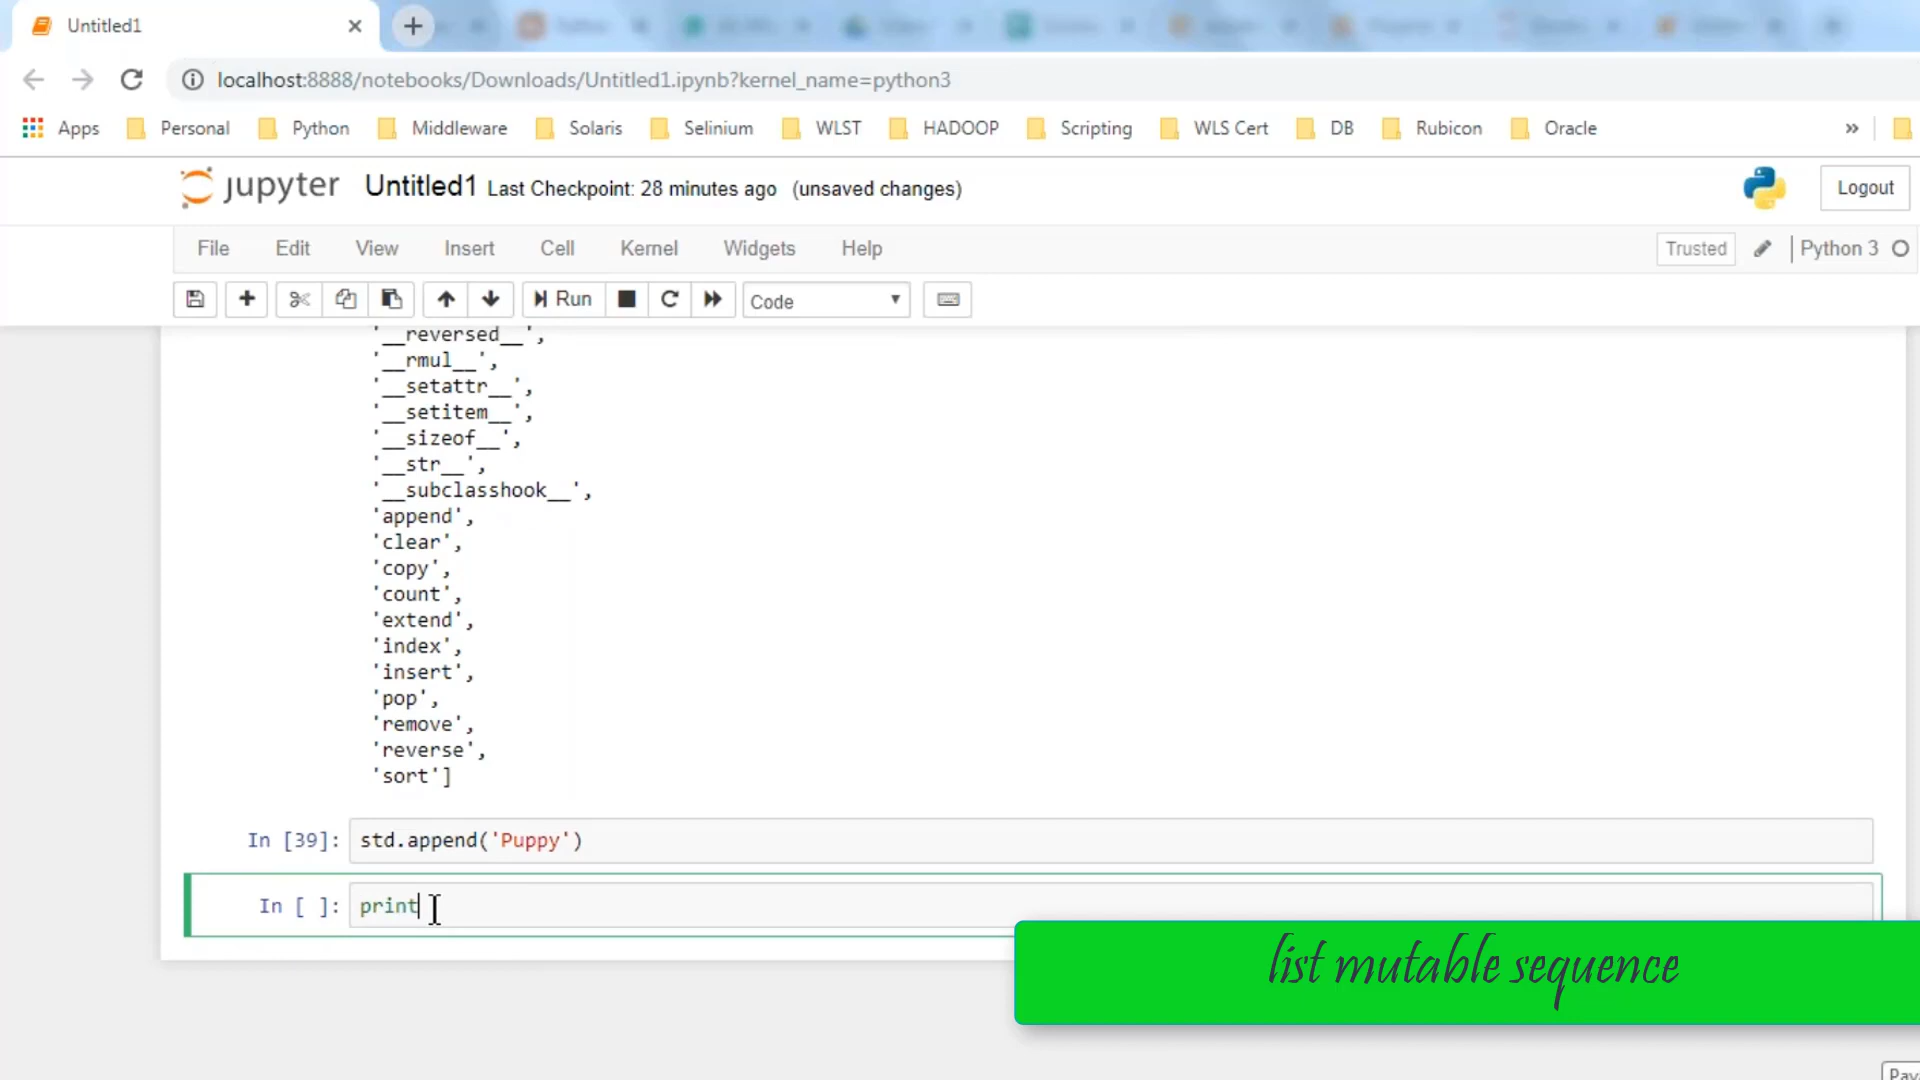 Untitled1
localhost:8888/notebooks/Downloads/Untitled1.ipynb?kernel_name=python3
Apps Personal Python Middleware Solaris Selinium WLST HADOOP Scripting WLS Cert DB Rubicon Oracle »
jupyter Untitled1 Last Checkpoint: 28 minutes ago (unsaved changes) Logout
File Edit View Insert Cell Kernel Widgets Help Trusted Python 3
Run Code
'__reversed__',
'__rmul__',
'__setattr__',
'__setitem__',
'__sizeof__',
'__str__',
'__subclasshook__',
'append',
'clear',
'copy',
'count',
'extend',
'index',
'insert',
'pop',
'remove',
'reverse',
'sort']
In [39]: std.append('Puppy')
In [ ]: print
list mutable sequence